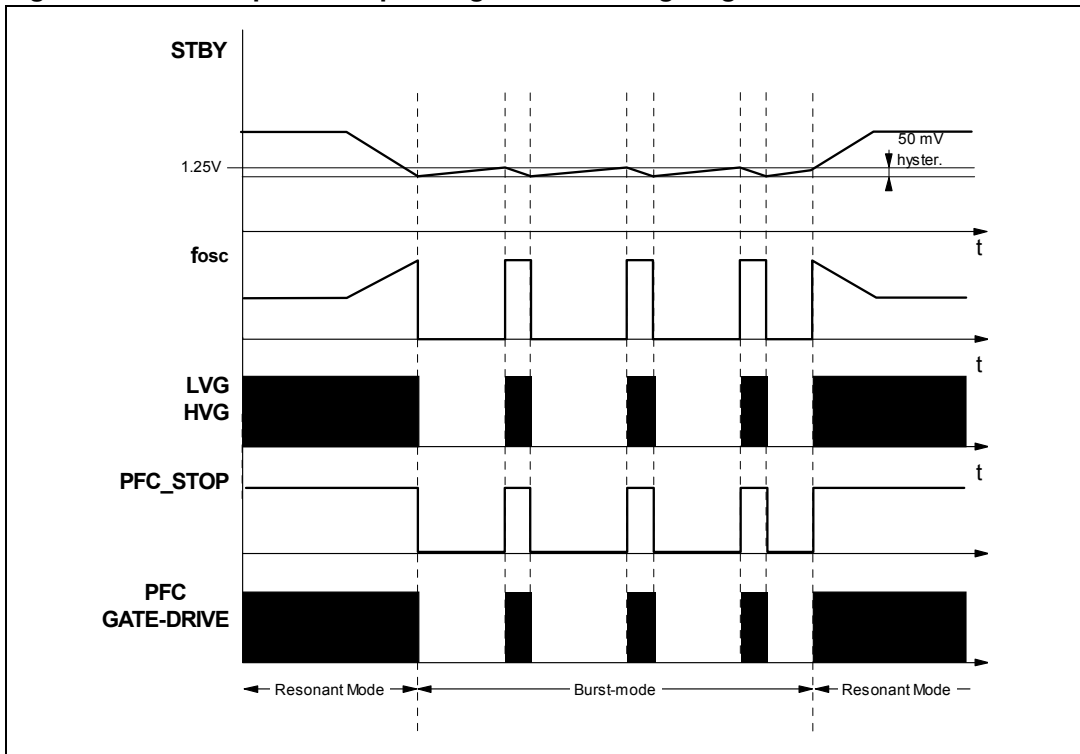 STBY
50 mV
hyster.
1.25V
t
fosc
t
LVG
HVG
t
PFC_STOP
PFC
GATE-DRIVE
Resonant Mode
Burst-mode
Resonant Mode